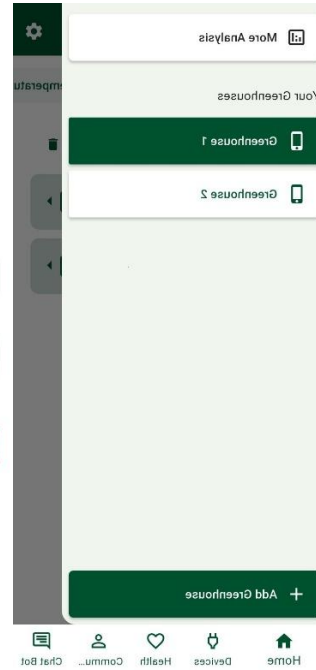 More Analysis
Your Greenhouses
Greenhouse 1
Greenhouse 2
+ Add Greenhouse
Home Devices Health Commu... Chat Bot